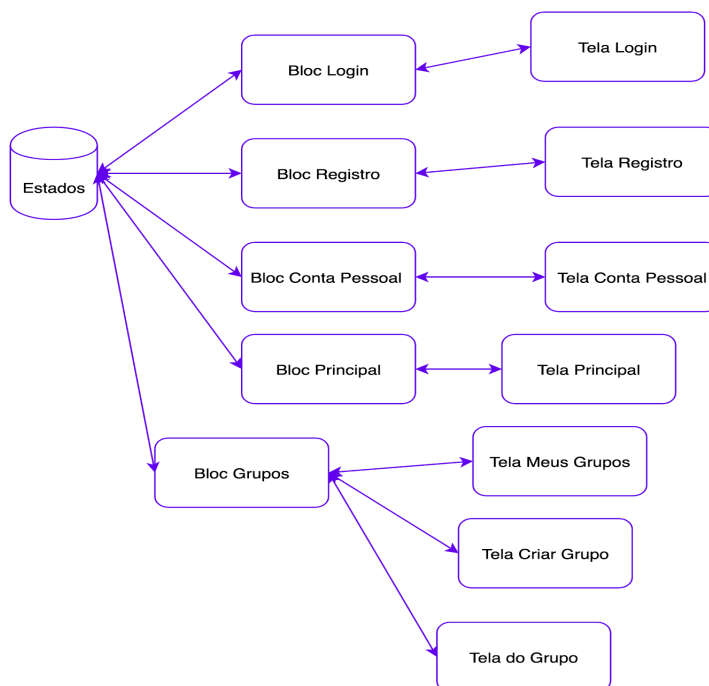 Tela Login
Bloc Login
Estados
Bloc Registro
Tela Registro
Bloc Conta Pessoal
Tela Conta Pessoal
Bloc Principal
Tela Principal
Bloc Grupos
Tela Meus Grupos
Tela Criar Grupo
Tela do Grupo